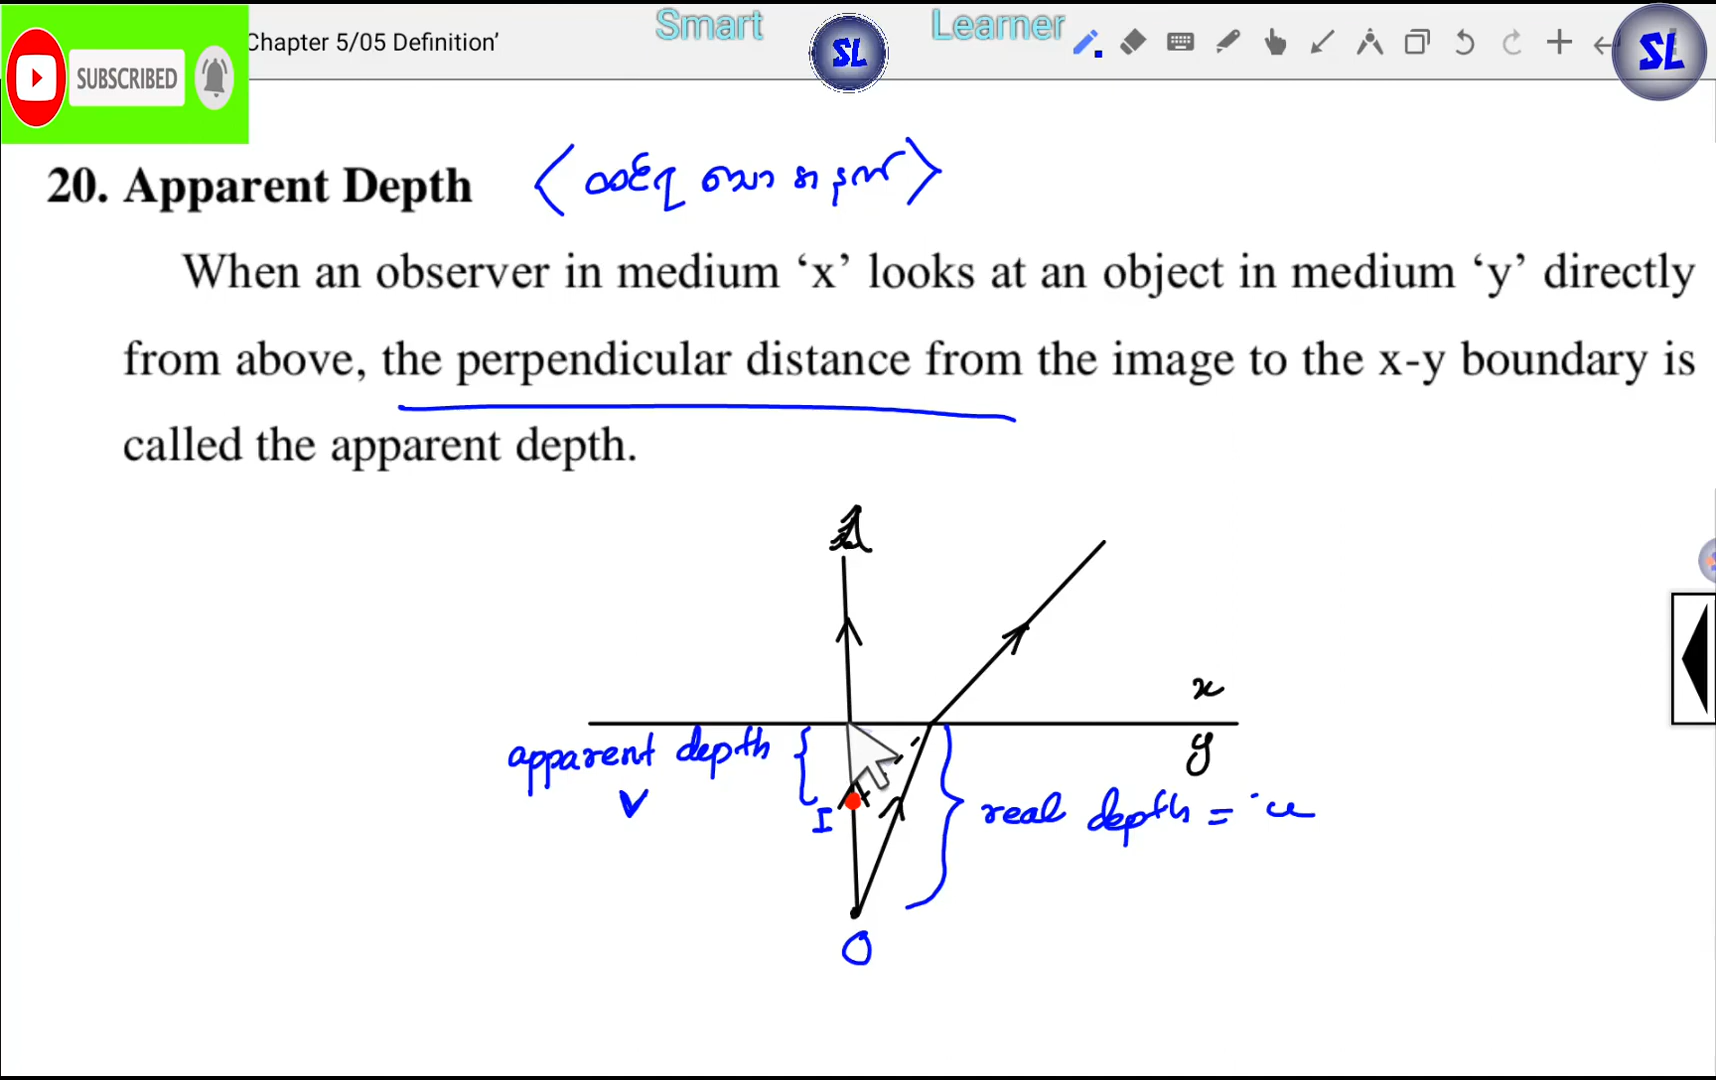 Smart Learner
SL
SL
Chapter 5/05 Definition’
SUBSCRIBED
20. Apparent Depth
When an observer in medium ‘x’ looks at an object in medium ‘y’ directly
from above, the perpendicular distance from the image to the x-y boundary is
called the apparent depth.
x
y
apparent depth
v
I
real depth = u
O